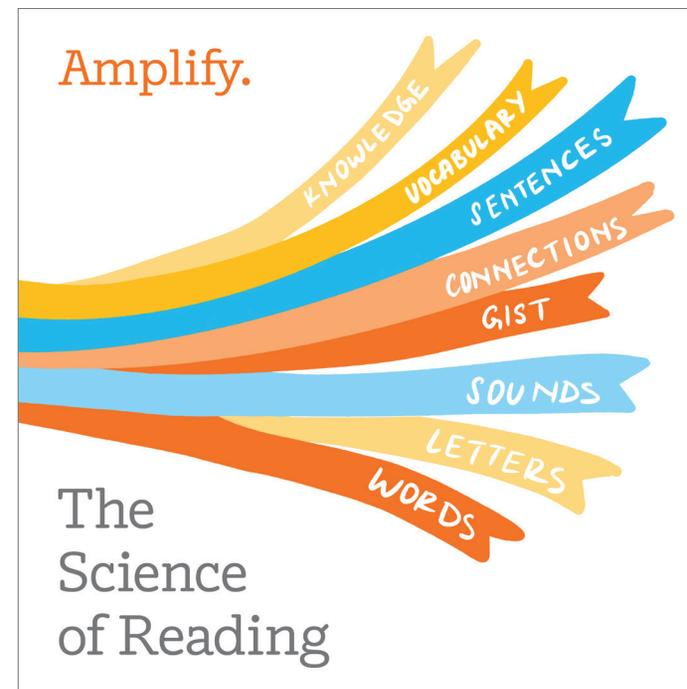 Amplify.
KNOWLEDGE
VOCABULARY
SENTENCES
CONNECTIONS
GIST
SOUNDS
LETTERS
WORDS
The
Science
of Reading